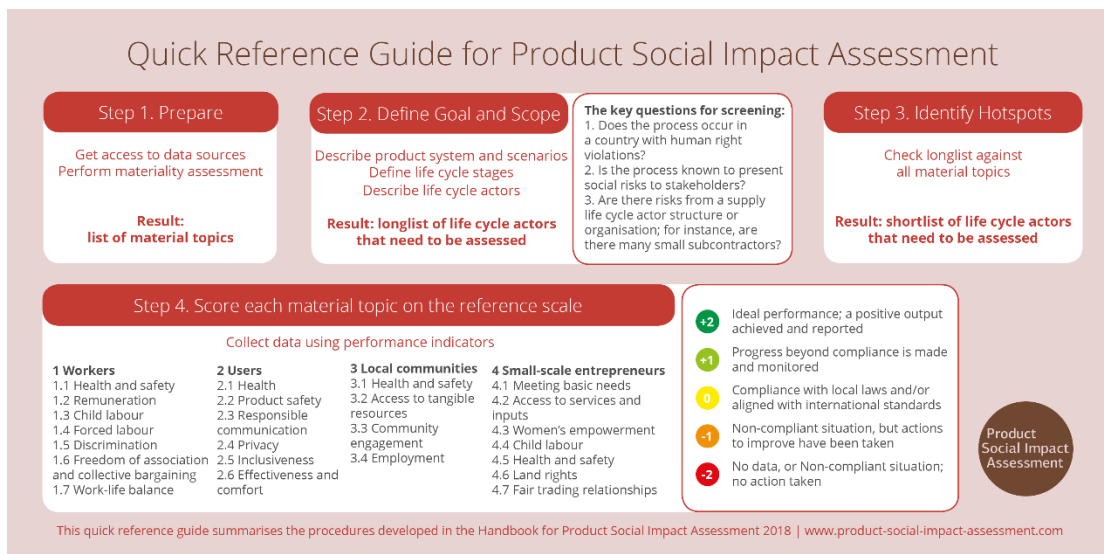 Quick Reference Guide for Product Social Impact Assessment
Step 1. Prepare
Get access to data sources
Perform materiality assessment
Result:
list of material topics
Step 2. Define Goal and Scope
Describe product system and scenarios
Define life cycle stages
Describe life cycle actors
Result: longlist of life cycle actors
that need to be assessed
The key questions for screening:
1. Does the process occur in
a country with human right
violations?
2. Is the process known to present
social risks to stakeholders?
3. Are there risks from a supply
life cycle actor structure or
organisation; for instance, are
there many small subcontractors?
Step 3. Identify Hotspots
Check longlist against
all material topics
Result: shortlist of life cycle actors
that need to be assessed
Step 4. Score each material topic on the reference scale
Collect data using performance indicators
1 Workers
1.1 Health and safety
1.2 Remuneration
1.3 Child labour
1.4 Forced labour
1.5 Discrimination
1.6 Freedom of association
and collective bargaining
1.7 Work-life balance
2 Users
2.1 Health
2.2 Product safety
2.3 Responsible
communication
2.4 Privacy
2.5 Inclusiveness
2.6 Effectiveness and
comfort
3 Local communities
3.1 Health and safety
3.2 Access to tangible
resources
3.3 Community
engagement
3.4 Employment
4 Small-scale entrepreneurs
4.1 Meeting basic needs
4.2 Access to services and
inputs
4.3 Women's empowerment
4.4 Child labour
4.5 Health and safety
4.6 Land rights
4.7 Fair trading relationships
+2 Ideal performance; a positive output
achieved and reported
+1 Progress beyond compliance is made
and monitored
0 Compliance with local laws and/or
aligned with international standards
-1 Non-compliant situation, but actions
to improve have been taken
-2 No data, or Non-compliant situation;
no action taken
Product
Social Impact
Assessment
This quick reference guide summarises the procedures developed in the Handbook for Product Social Impact Assessment 2018 | www.product-social-impact-assessment.com